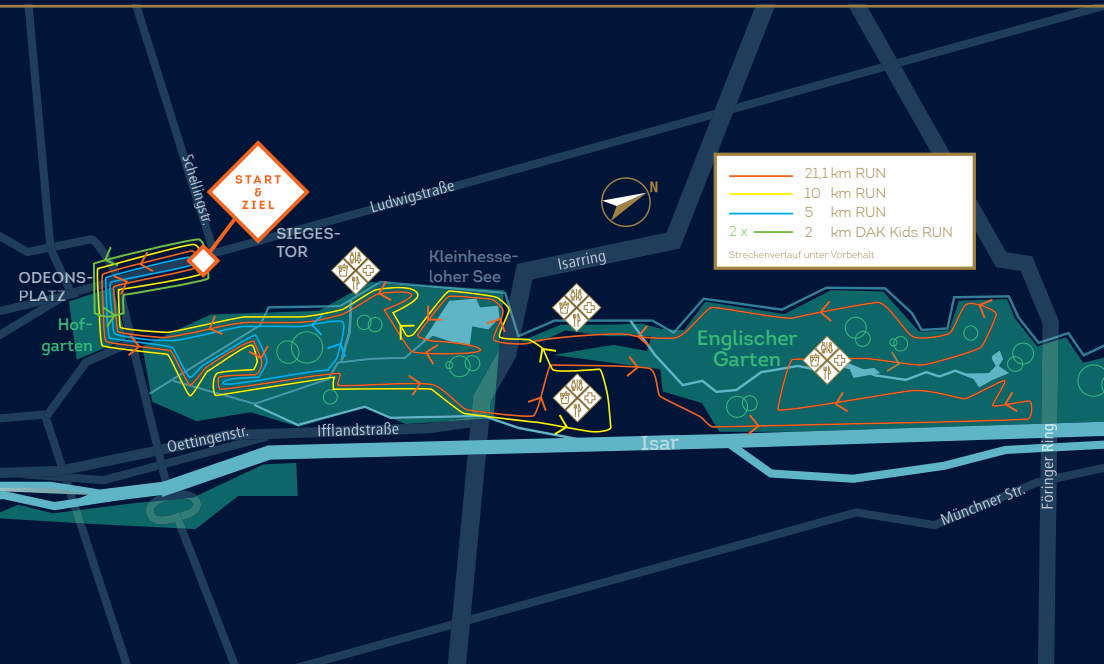 Schellingstr.
START
&
ZIEL
SIEGES-
TOR
Ludwigstraße
N
21,1 km RUN
10 km RUN
5 km RUN
2 x 2 km DAK Kids RUN
Streckenverlauf unter Vorbehalt
ODEONS-
PLATZ
Hof-
garten
Kleinhesse-
loher See
Isarring
Englischer
Garten
Oettingenstr.
Ifflandstraße
Isar
Münchner Str.
Föringer Ring